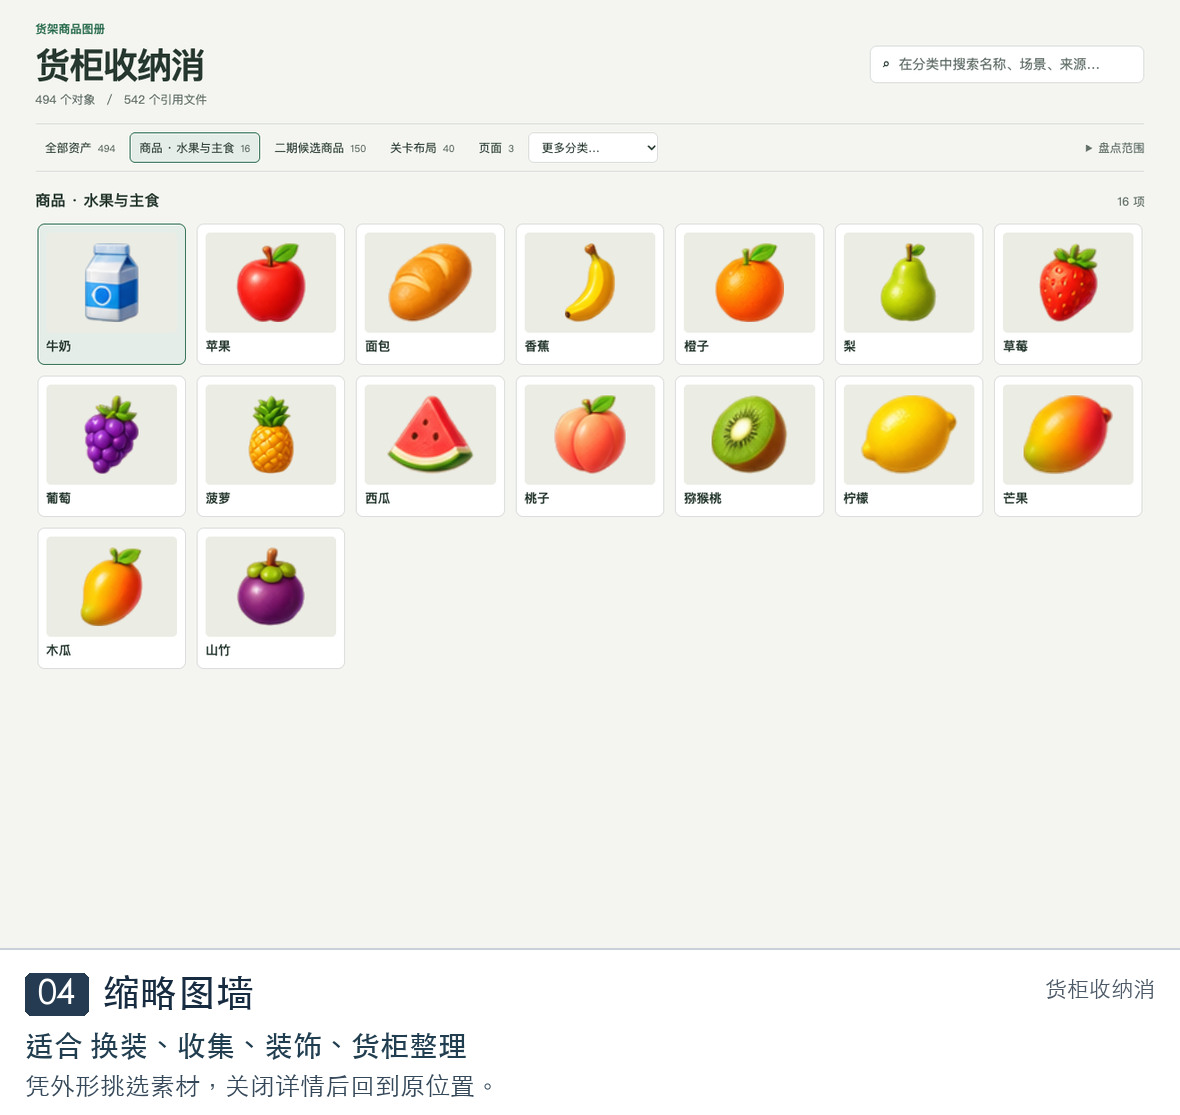 货架商品图册
货柜收纳消
494 个对象 / 542 个引用文件
在分类中搜索名称、场景、来源...
全部资产 494
商品 · 水果与主食 16
二期候选商品 150
关卡布局 40
页面 3
更多分类...
▶ 盘点范围
商品 · 水果与主食
16 项
牛奶
苹果
面包
香蕉
橙子
梨
草莓
葡萄
菠萝
西瓜
桃子
猕猴桃
柠檬
芒果
木瓜
山竹
04 缩略图墙
货柜收纳消
适合 换装、收集、装饰、货柜整理
凭外形挑选素材，关闭详情后回到原位置。